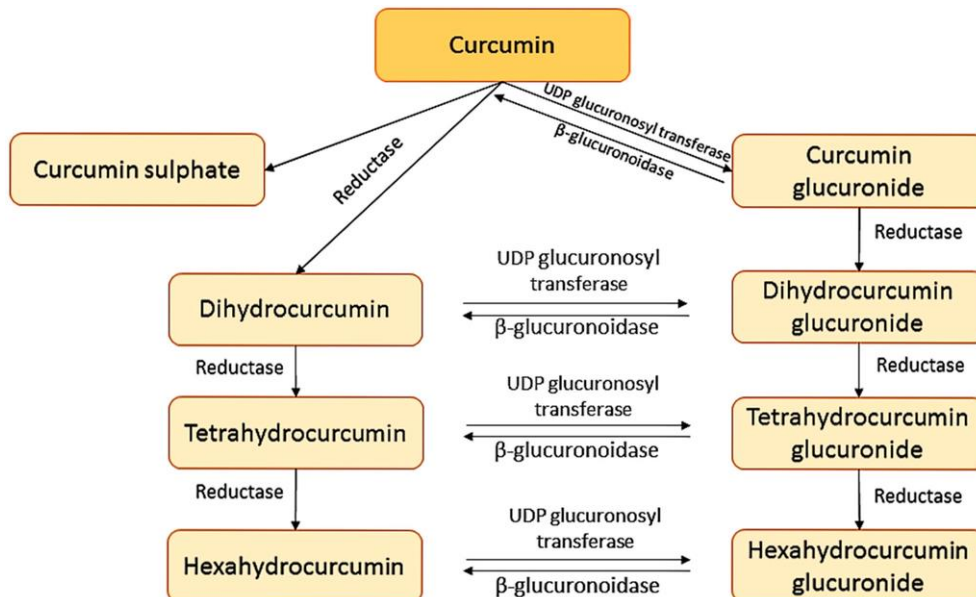 Curcumin
UDP glucuronosyl transferase
β-glucuronoidase
Reductase
Curcumin sulphate
Curcumin
glucuronide
Reductase
UDP glucuronosyl
transferase
β-glucuronoidase
Dihydrocurcumin
Dihydrocurcumin
glucuronide
Reductase
Reductase
UDP glucuronosyl
transferase
β-glucuronoidase
Tetrahydrocurcumin
Tetrahydrocurcumin
glucuronide
Reductase
Reductase
UDP glucuronosyl
transferase
β-glucuronoidase
Hexahydrocurcumin
Hexahydrocurcumin
glucuronide